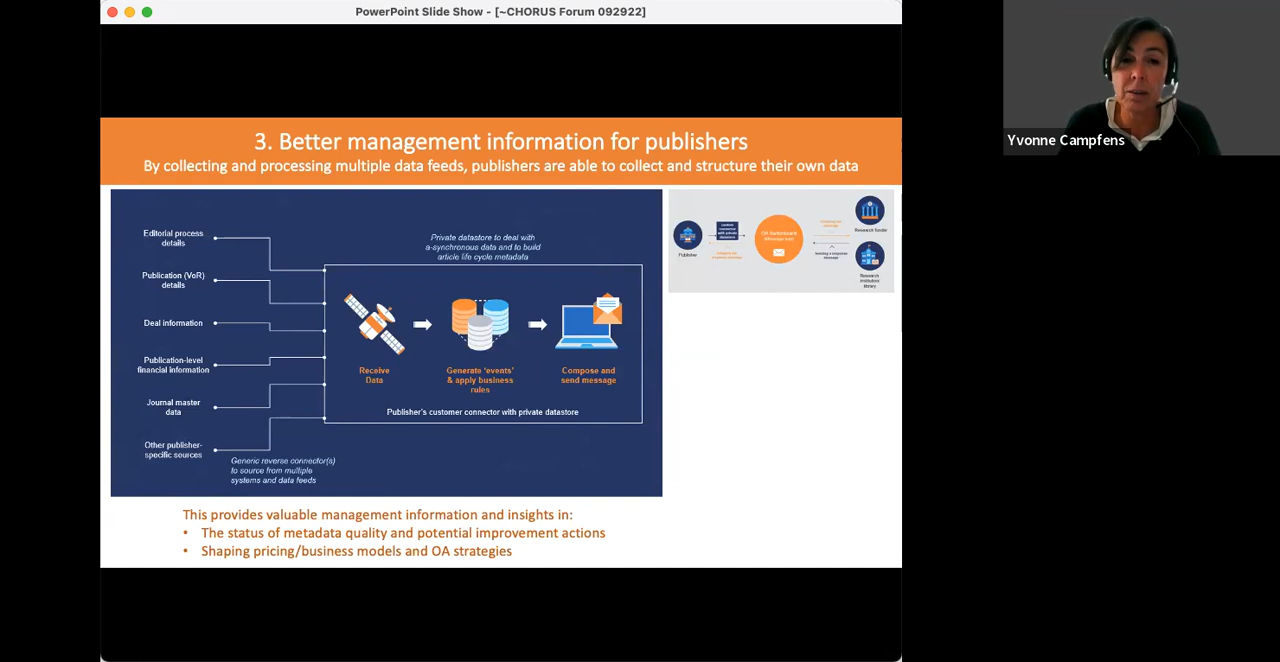 PowerPoint Slide Show - [~CHORUS Forum 092922]
3. Better management information for publishers
By collecting and processing multiple data feeds, publishers are able to collect and structure their own data
Editorial process
details
Publication (VoR)
details
Deal information
Publication-level
financial information
Journal master
data
Other publisher-
specific sources
Generic reverse connector(s)
to source from multiple
systems and data feeds
Private datastore to deal with
a-synchronous data and to build
article life cycle metadata
Receive
Data
Generate 'events'
& apply business
rules
Compose and
send message
Publisher's customer connector with private datastore
Publisher
Research funder
Research
institution/
library
This provides valuable management information and insights in:
• The status of metadata quality and potential improvement actions
• Shaping pricing/business models and OA strategies
Yvonne Campfens